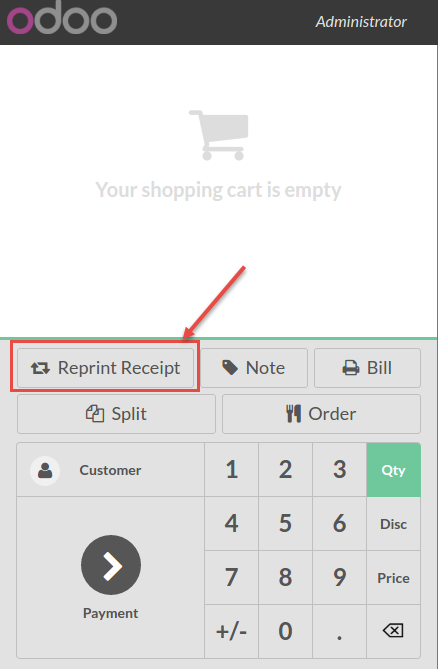 odoo
Administrator
Your shopping cart is empty
Reprint Receipt
Note
Bill
Split
Order
Customer
1 2 3 Qty
4 5 6 Disc
Payment
7 8 9 Price
+/- 0 .